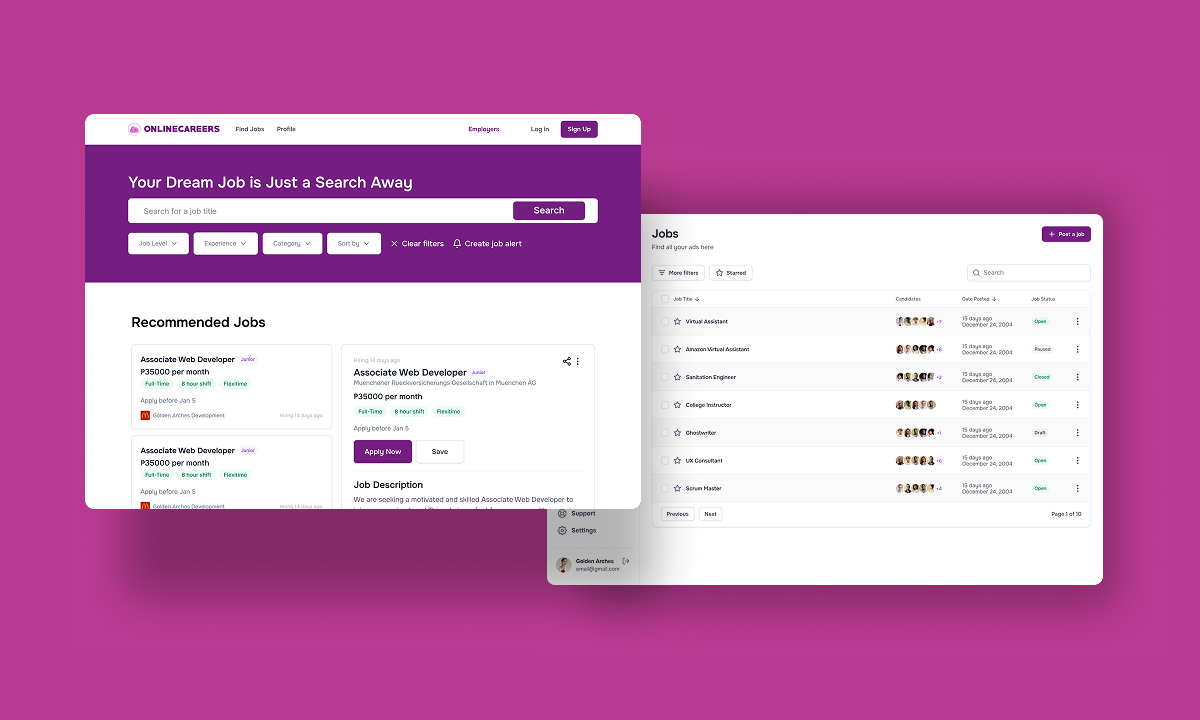 ONLINECAREERS Find Jobs Profile Employers Log in Sign Up
Your Dream Job is Just a Search Away
Search for a job title Search
Job Level Experience Category Sort by Clear filters Create job alert
Recommended Jobs
Associate Web Developer Junior
P35000 per month
Full-Time 8 hour shift Flexitime
Apply before Jan 5
Golden Arches Development Hiring 14 days ago
Associate Web Developer Junior
P35000 per month
Full-Time 8 hour shift Flexitime
Apply before Jan 5
Golden Arches Development Hiring 14 days ago
Hiring 14 days ago
Associate Web Developer Junior
Muenchener Rueckversicherungs Gesellschaft in Muenchen AG
P35000 per month
Full-Time 8 hour shift Flexitime
Apply before Jan 5
Apply Now Save
Job Description
We are seeking a motivated and skilled Associate Web Developer to
Jobs
Find all your ads here
+ Post a job
More filters Starred Search
Job Title Candidates Date Posted Job Status
Virtual Assistant +7 15 days ago Open
December 24, 2004
Amazon Virtual Assistant +8 15 days ago Paused
December 24, 2004
Sanitation Engineer +2 15 days ago Closed
December 24, 2004
College Instructor 15 days ago Open
December 24, 2004
Ghostwriter +1 15 days ago Draft
December 24, 2004
UX Consultant +6 15 days ago Open
December 24, 2004
Scrum Master +4 15 days ago Open
December 24, 2004
Previous Next Page 1 of 10
Support
Settings
Golden Arches
email@gmail.com